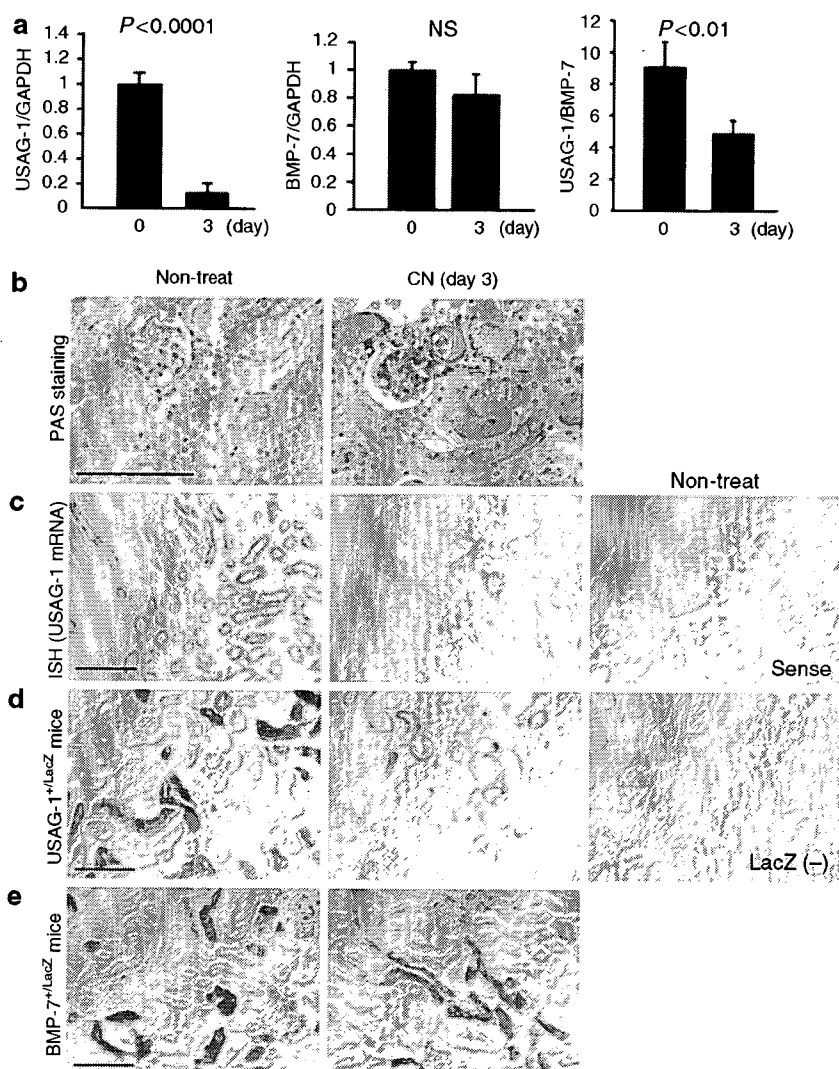 a
P<0.0001
NS
P<0.01
USAG-1/GAPDH
1.4
1.2
1
0.8
0.6
0.4
0.2
0
0 3 (day)
BMP-7/GAPDH
1.2
1
0.8
0.6
0.4
0.2
0
0 3 (day)
USAG-1/BMP-7
12
10
8
6
4
2
0
0 3 (day)
b
Non-treat
CN (day 3)
PAS staining
Non-treat
c
ISH (USAG-1 mRNA)
Sense
d
USAG-1+/LacZ mice
LacZ (–)
e
BMP-7+/LacZ mice